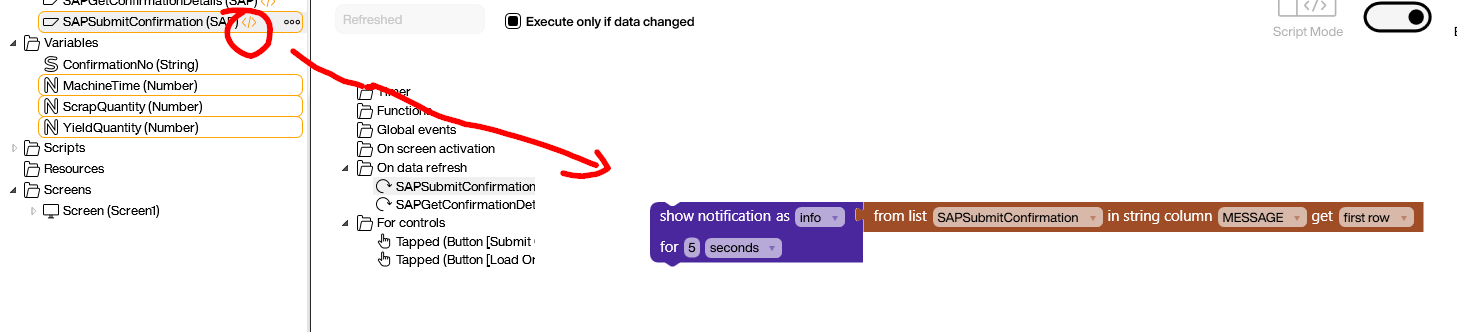 SAPGetConfirmationDetails (SAP)
SAPSubmitConfirmation (SAP)
Variables
ConfirmationNo (String)
MachineTime (Number)
ScrapQuantity (Number)
YieldQuantity (Number)
Scripts
Resources
Screens
Screen (Screen1)
Refreshed
Execute only if data changed
Script Mode
Timer
Functions
Global events
On screen activation
On data refresh
SAPSubmitConfirmation
SAPGetConfirmationDet
For controls
Tapped (Button [Submit
Tapped (Button [Load Or
show notification as info from list SAPSubmitConfirmation in string column MESSAGE get first row
for 5 seconds